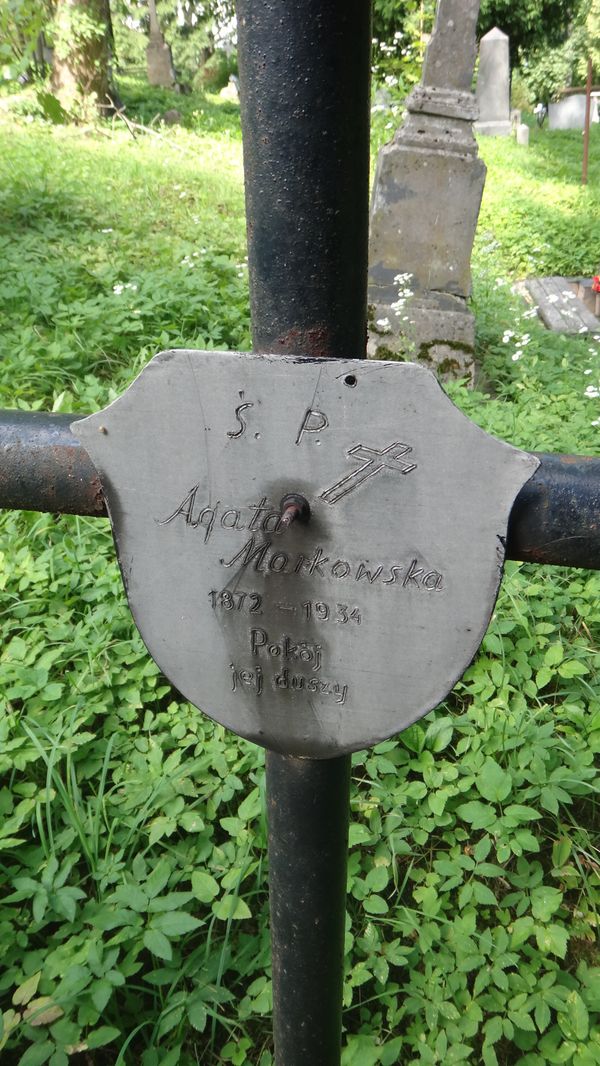 Ś. P.
Agata
Markowska
1872 – 1934
Pokój
jej duszy